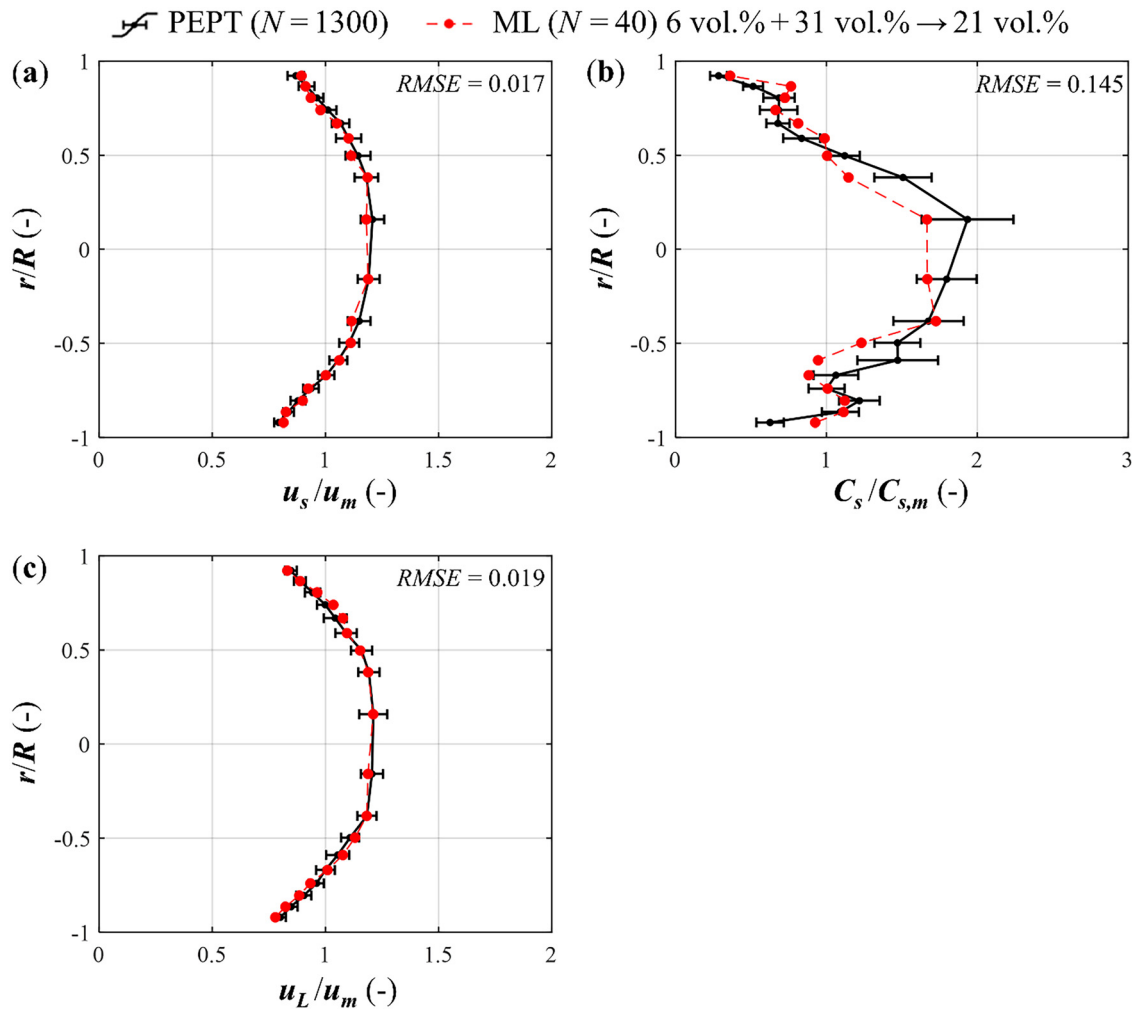 PEPT (N = 1300) ML (N = 40) 6 vol.% + 31 vol.% → 21 vol.%
(a) RMSE = 0.017
1
0.5
0
-0.5
-1
r/R (-)
0 0.5 1 1.5 2
u_s/u_m (-)
(b) RMSE = 0.145
1
0.5
0
-0.5
-1
r/R (-)
0 1 2 3
C_s/C_s,m (-)
(c) RMSE = 0.019
1
0.5
0
-0.5
-1
r/R (-)
0 0.5 1 1.5 2
u_L/u_m (-)